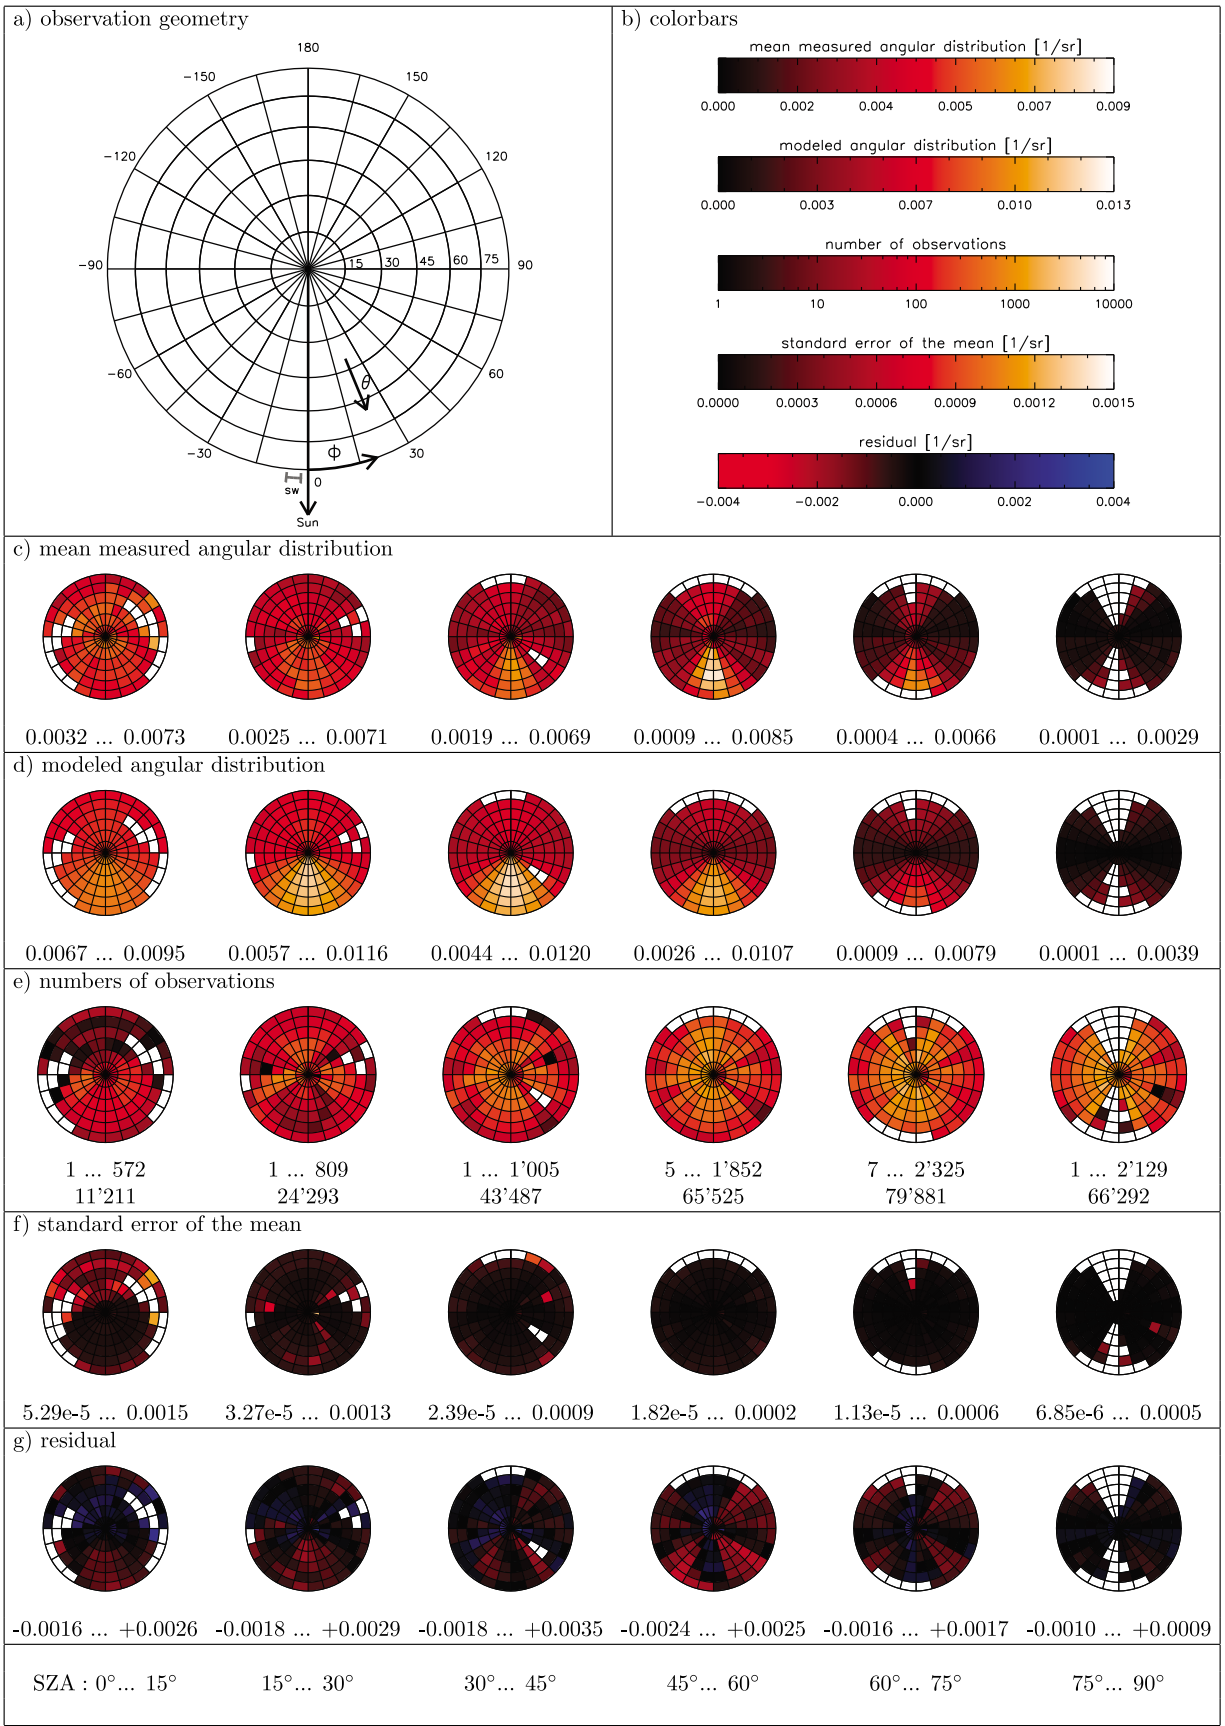 a) observation geometry
180
-150 150
-120 120
-90 15 30 45 60 75 90
-60 θ 60
-30 Φ 30
sw 0
Sun
b) colorbars
mean measured angular distribution [1/sr]
0.000 0.002 0.004 0.005 0.007 0.009
modeled angular distribution [1/sr]
0.000 0.003 0.007 0.010 0.013
number of observations
1 10 100 1000 10000
standard error of the mean [1/sr]
0.0000 0.0003 0.0006 0.0009 0.0012 0.0015
residual [1/sr]
-0.004 -0.002 0.000 0.002 0.004
c) mean measured angular distribution
0.0032 ... 0.0073 0.0025 ... 0.0071 0.0019 ... 0.0069 0.0009 ... 0.0085 0.0004 ... 0.0066 0.0001 ... 0.0029
d) modeled angular distribution
0.0067 ... 0.0095 0.0057 ... 0.0116 0.0044 ... 0.0120 0.0026 ... 0.0107 0.0009 ... 0.0079 0.0001 ... 0.0039
e) numbers of observations
1 ... 572 1 ... 809 1 ... 1'005 5 ... 1'852 7 ... 2'325 1 ... 2'129
11'211 24'293 43'487 65'525 79'881 66'292
f) standard error of the mean
5.29e-5 ... 0.0015 3.27e-5 ... 0.0013 2.39e-5 ... 0.0009 1.82e-5 ... 0.0002 1.13e-5 ... 0.0006 6.85e-6 ... 0.0005
g) residual
-0.0016 ... +0.0026 -0.0018 ... +0.0029 -0.0018 ... +0.0035 -0.0024 ... +0.0025 -0.0016 ... +0.0017 -0.0010 ... +0.0009
SZA : 0°... 15° 15°... 30° 30°... 45° 45°... 60° 60°... 75° 75°... 90°